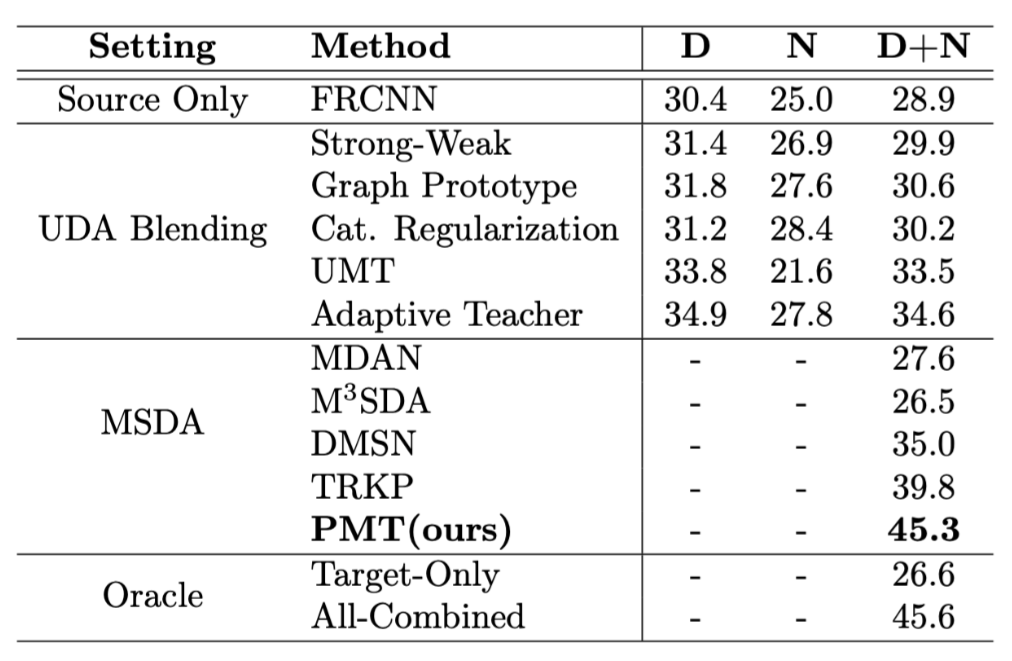 Setting Method D N D+N
Source Only FRCNN 30.4 25.0 28.9
Strong-Weak 31.4 26.9 29.9
Graph Prototype 31.8 27.6 30.6
UDA Blending Cat. Regularization 31.2 28.4 30.2
UMT 33.8 21.6 33.5
Adaptive Teacher 34.9 27.8 34.6
MDAN - - 27.6
M³SDA - - 26.5
MSDA
DMSN - - 35.0
TRKP - - 39.8
PMT(ours) - - 45.3
Target-Only - - 26.6
Oracle
All-Combined - - 45.6